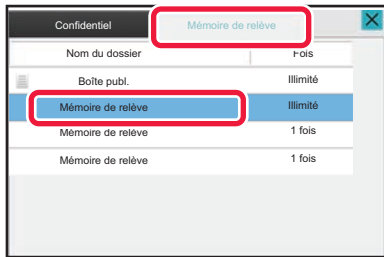 Confidentiel Mémoire de relève
Nom du dossier Fois
Boîte publ. Illimité
Mémoire de relève Illimité
Mémoire de relève 1 fois
Mémoire de relève 1 fois